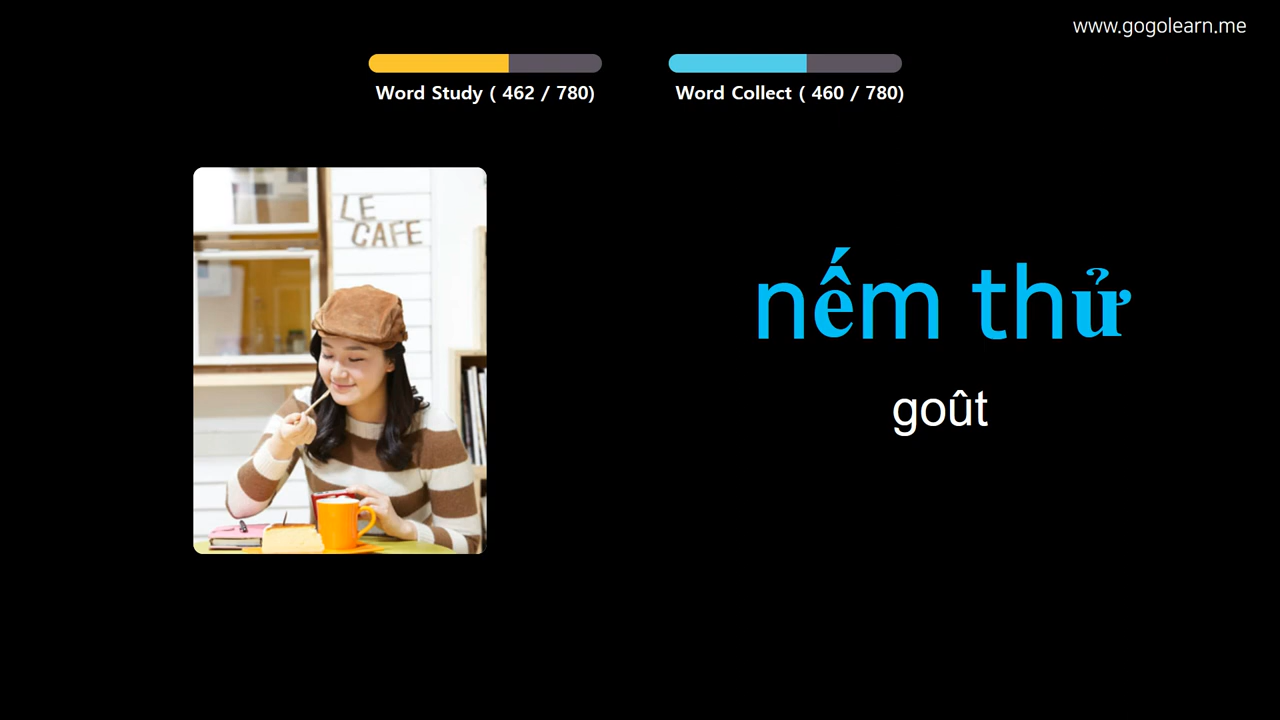 www.gogolearn.me
Word Study ( 462 / 780)
Word Collect ( 460 / 780)
LE
CAFE
nếm thử
goût